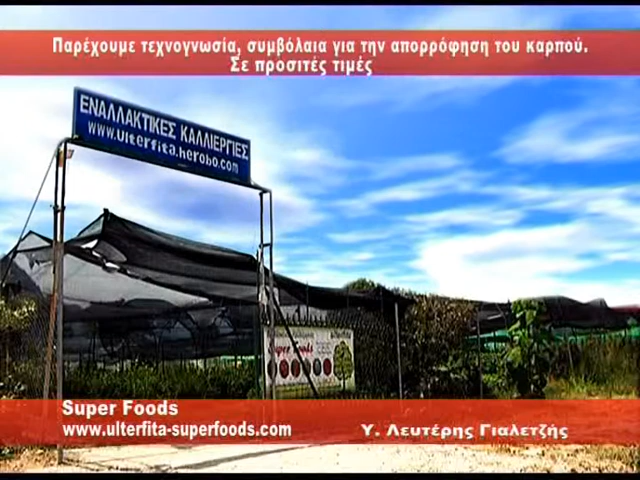 Παρέχουμε τεχνογνωσία, συμβόλαια για την απορρόφηση του καρπού.
Σε προσιτές τιμές
ΕΝΑΛΛΑΚΤΙΚΕΣ ΚΑΛΛΙΕΡΓΙΕΣ
www.ulterfita.herobo.com
Super Foods
Super Foods
www.ulterfita-superfoods.com
Υ. Λευτέρης Γιαλετζής